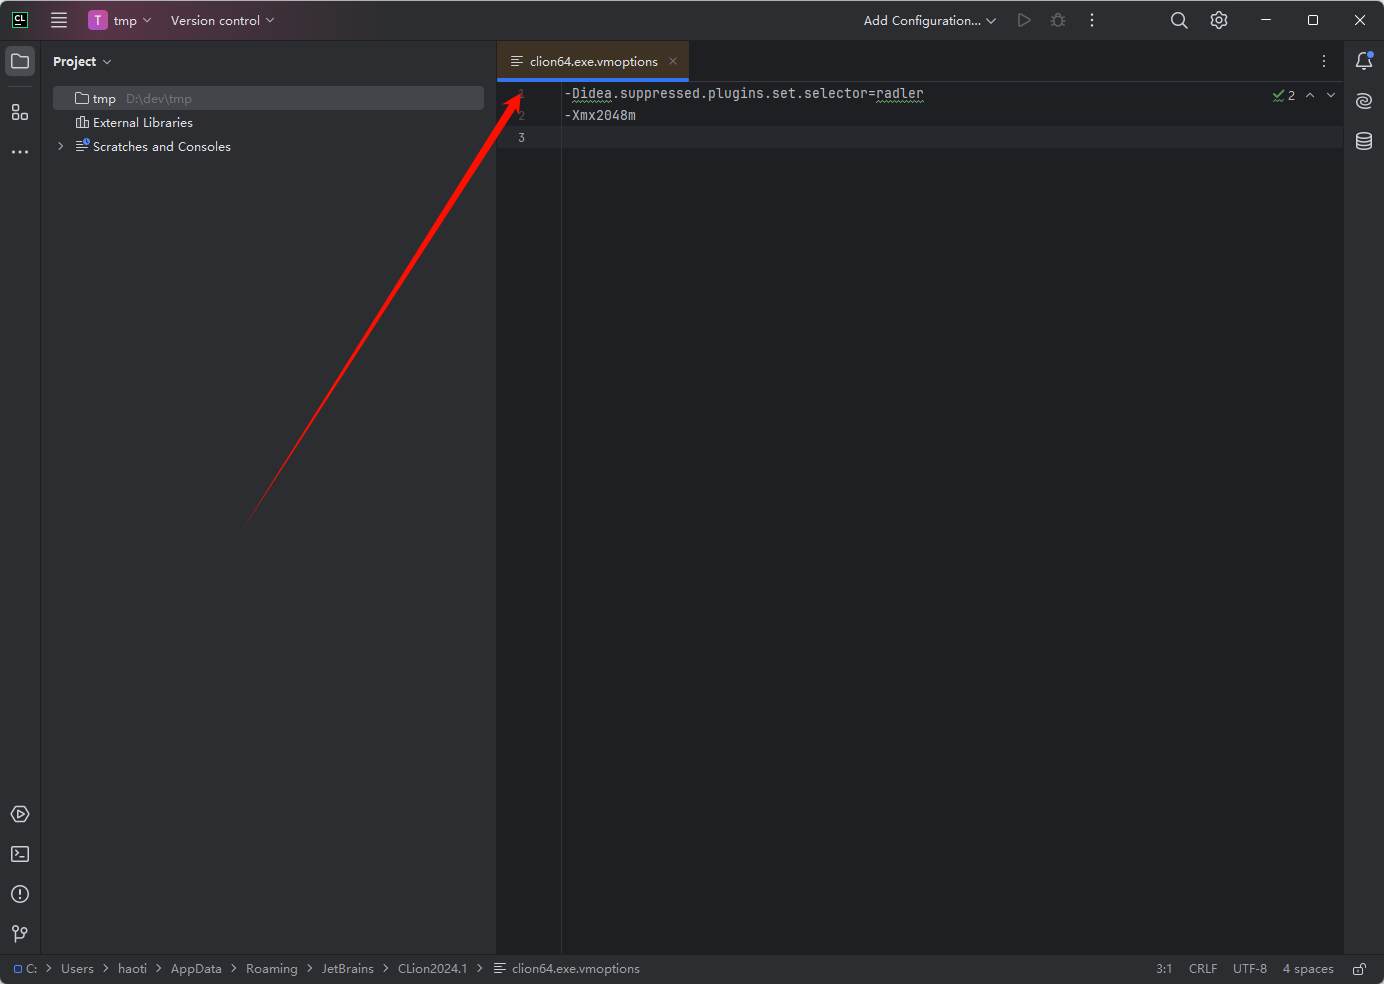 CL
T tmp Version control Add Configuration...
Project
clion64.exe.vmoptions
tmp D:\dev\tmp
External Libraries
Scratches and Consoles
1 -Didea.suppressed.plugins.set.selector=radler
2
2 -Xmx2048m
3
C: Users haoti AppData Roaming JetBrains CLion2024.1 clion64.exe.vmoptions 3:1 CRLF UTF-8 4 spaces